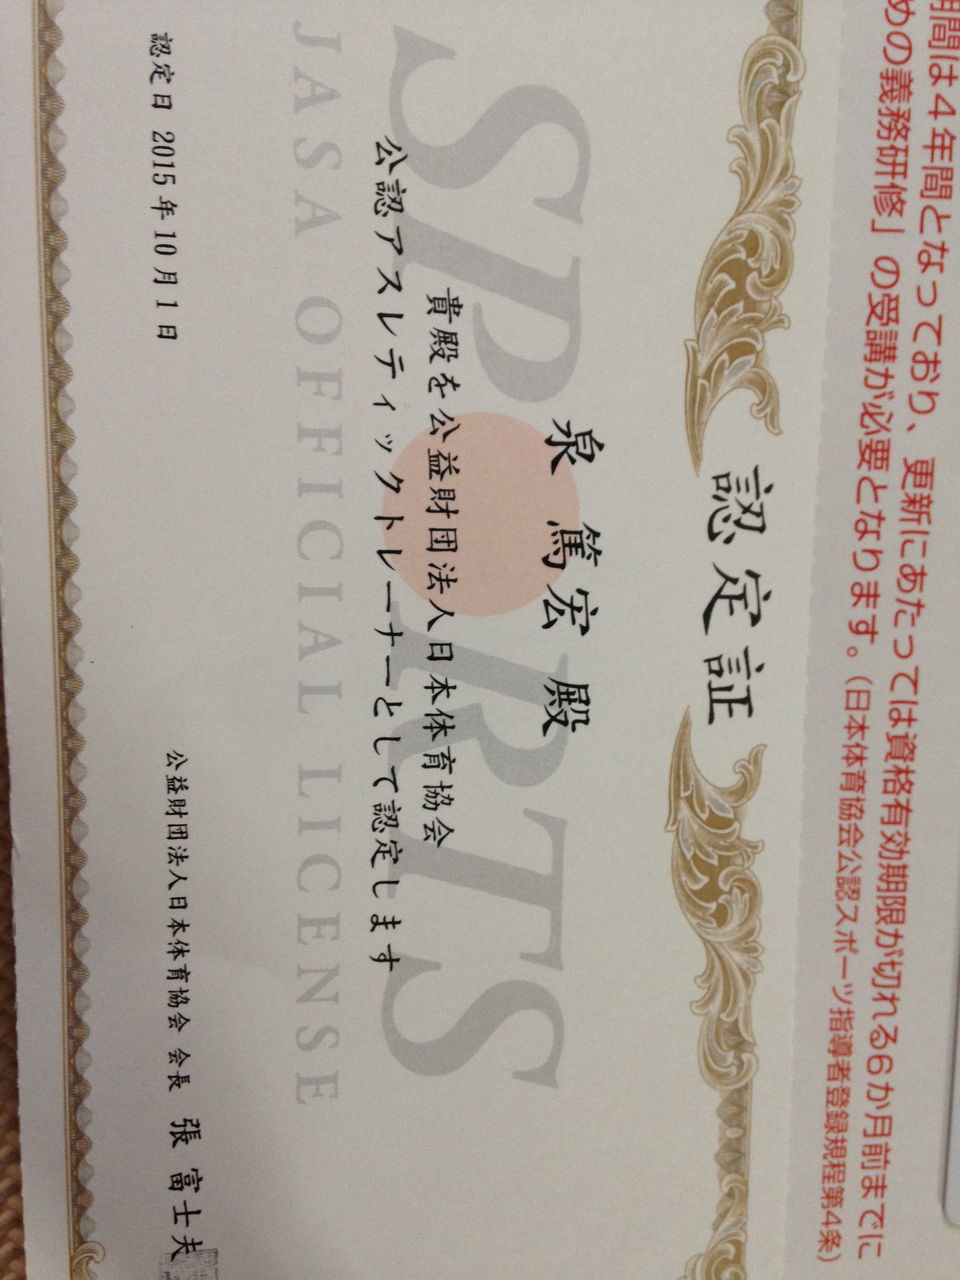 期間は4年間となっており、更新にあたっては資格有効期限が切れる6か月前までに
めの義務研修」の受講が必要となります。(日本体育協会公認スポーツ指導者登録規程第4条)
認定証
泉 篤宏 殿
貴殿を公益財団法人日本体育協会
公認アスレティックトレーナーとして認定します
SPORTS
JASA OFFICIAL LICENSE
認定日 2015年10月1日
公益財団法人日本体育協会 会長 張 富士夫